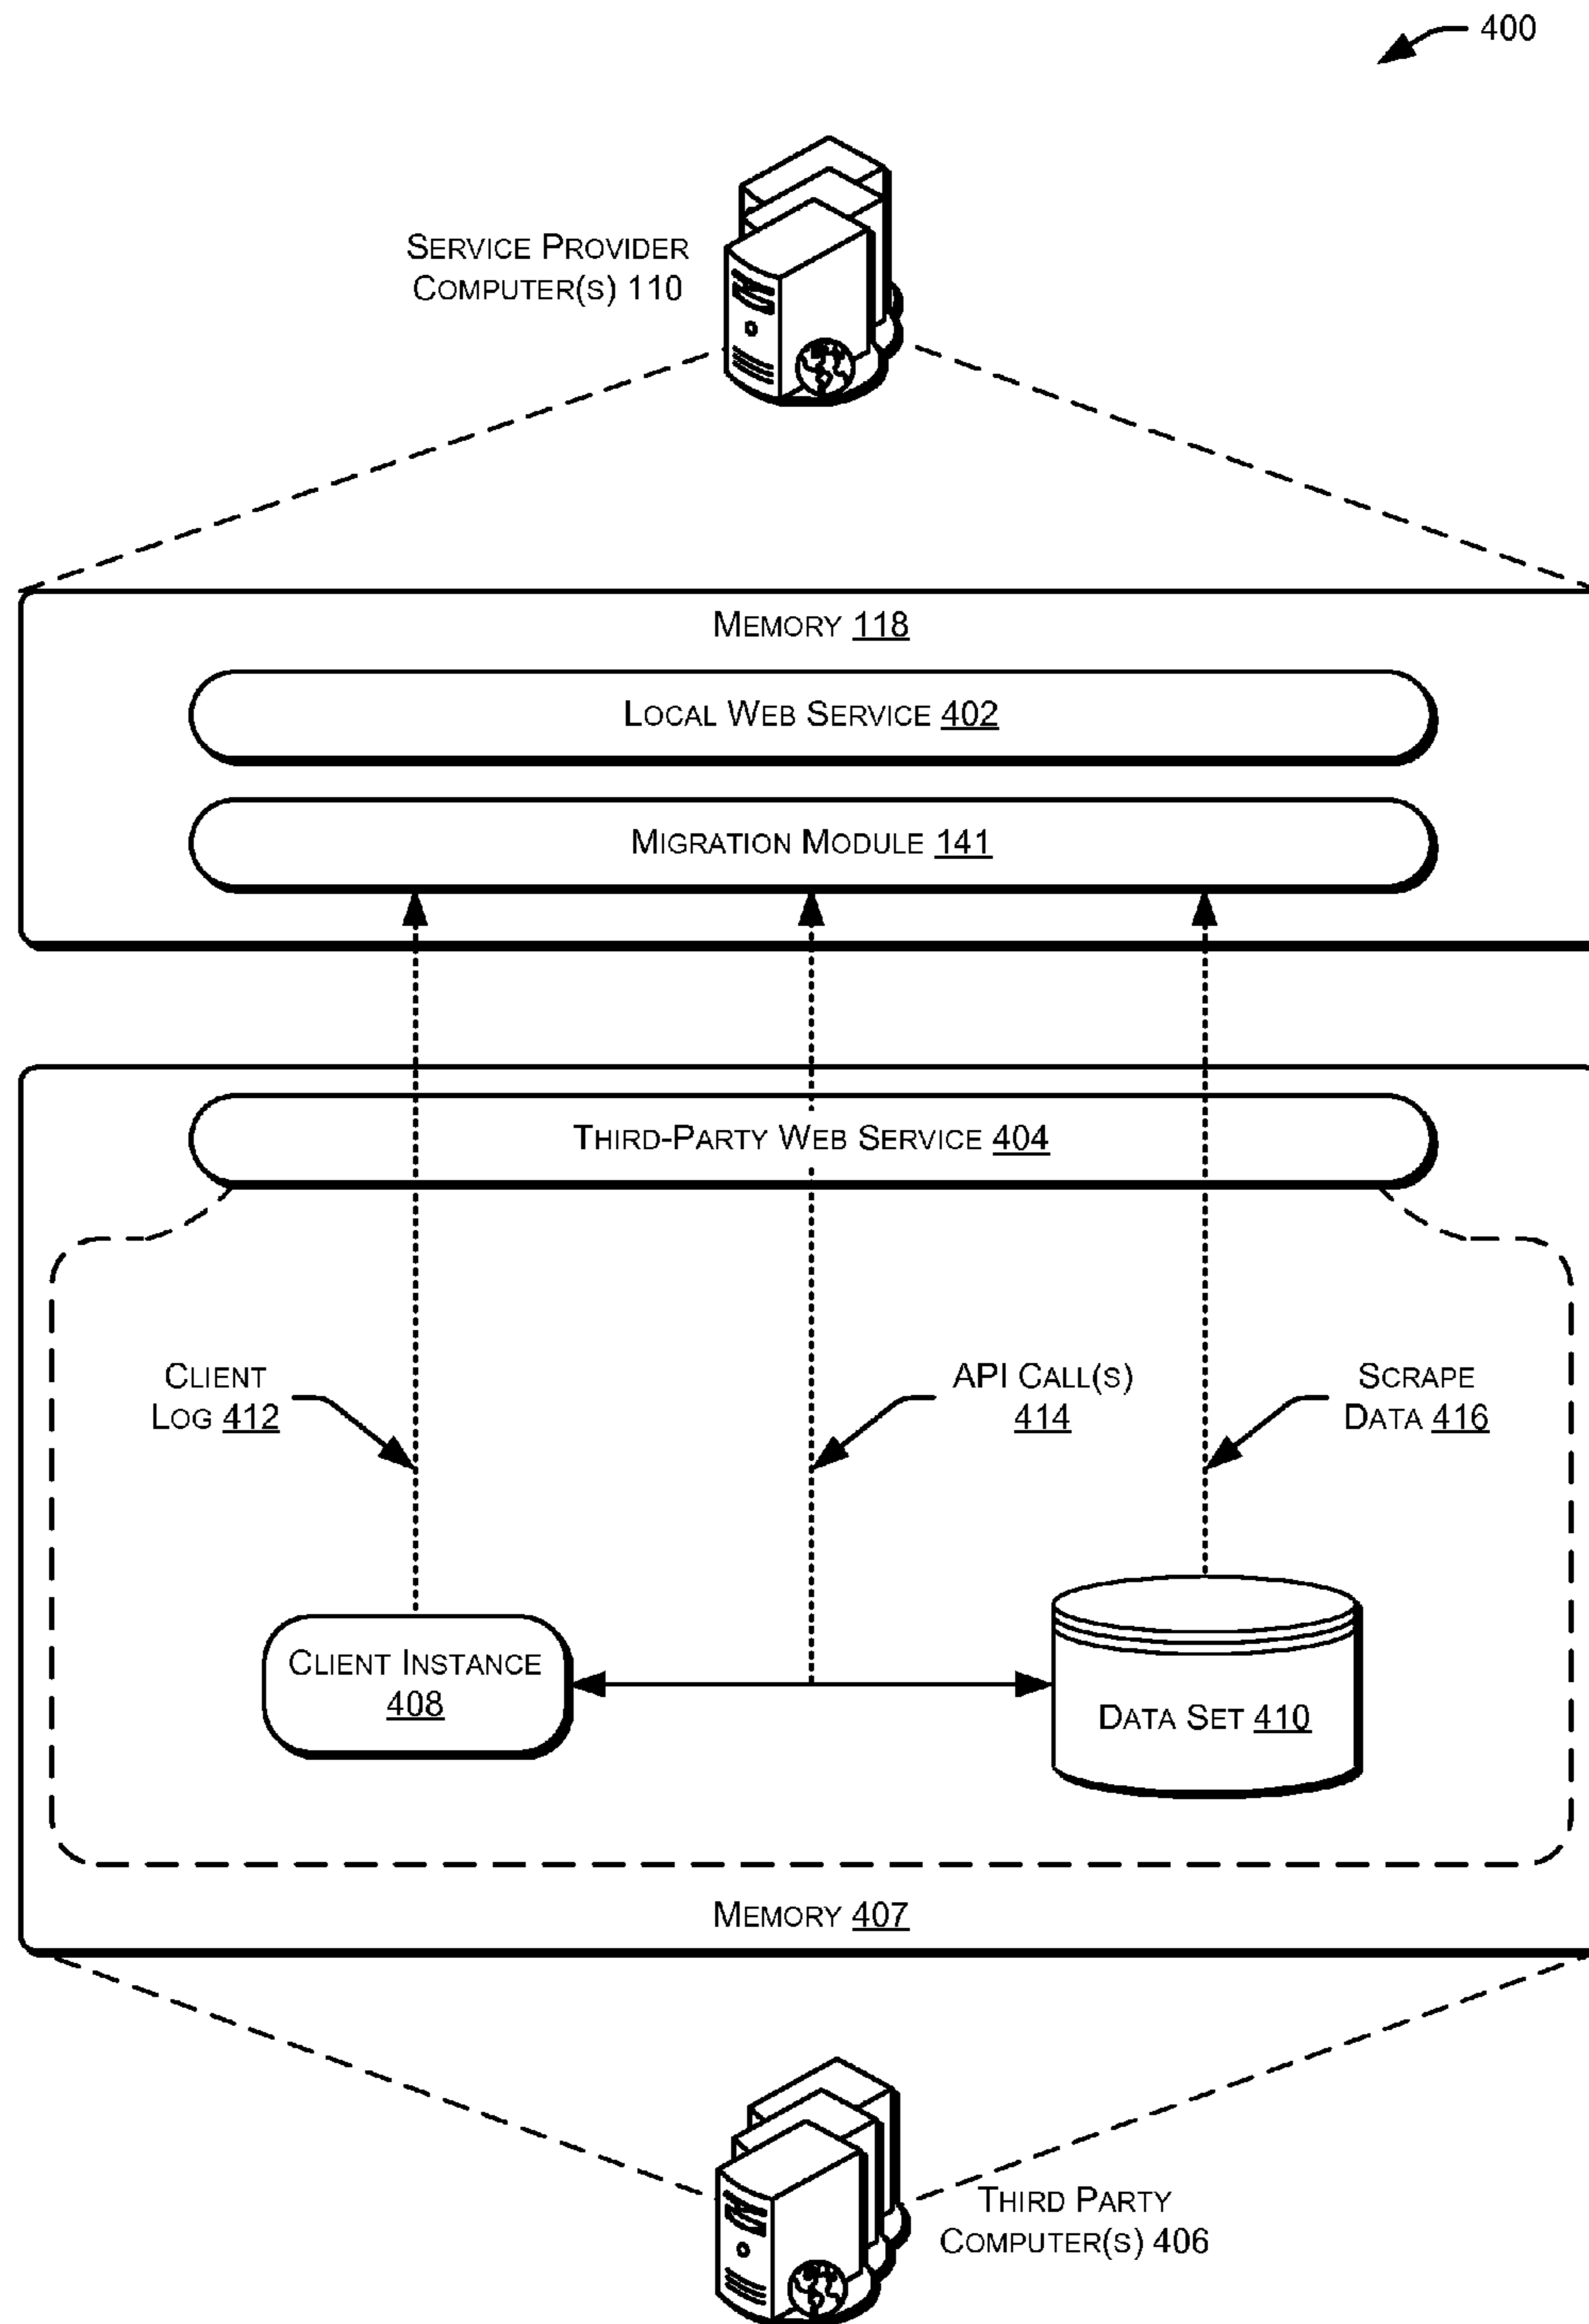 400
SERVICE PROVIDER
COMPUTER(S) 110
MEMORY 118
LOCAL WEB SERVICE 402
MIGRATION MODULE 141
THIRD-PARTY WEB SERVICE 404
CLIENT
LOG 412
API CALL(S)
414
SCRAPE
DATA 416
CLIENT INSTANCE
408
DATA SET 410
MEMORY 407
THIRD PARTY
COMPUTER(S) 406